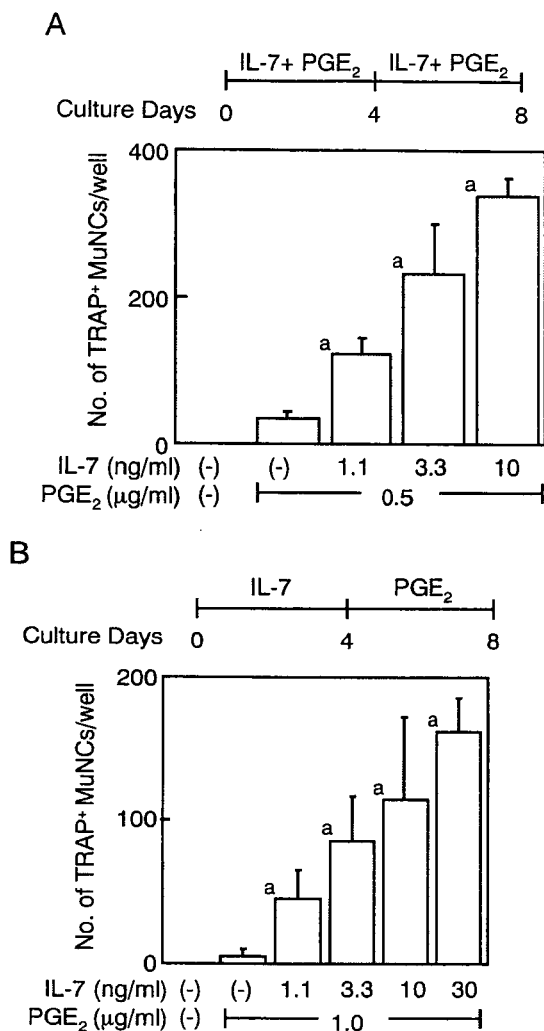 A
IL-7+ PGE₂ IL-7+ PGE₂
Culture Days 0 4 8
No. of TRAP⁺ MuNCs/well
400
200
0
a a a
IL-7 (ng/ml) (-) (-) 1.1 3.3 10
PGE₂ (μg/ml) (-) 0.5
B
IL-7 PGE₂
Culture Days 0 4 8
No. of TRAP⁺ MuNCs/well
200
100
0
a a a a
IL-7 (ng/ml) (-) (-) 1.1 3.3 10 30
PGE₂ (μg/ml) (-) 1.0